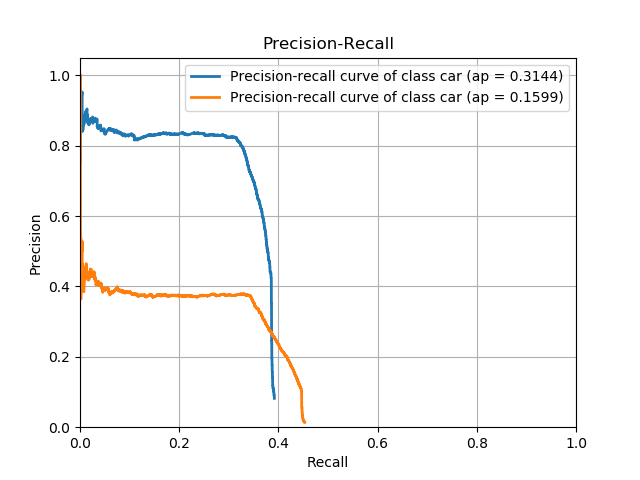 Precision-Recall
Precision-recall curve of class car (ap = 0.3144)
Precision-recall curve of class car (ap = 0.1599)
1.0
0.8
0.6
0.4
0.2
0.0
Precision
0.0 0.2 0.4 0.6 0.8 1.0
Recall